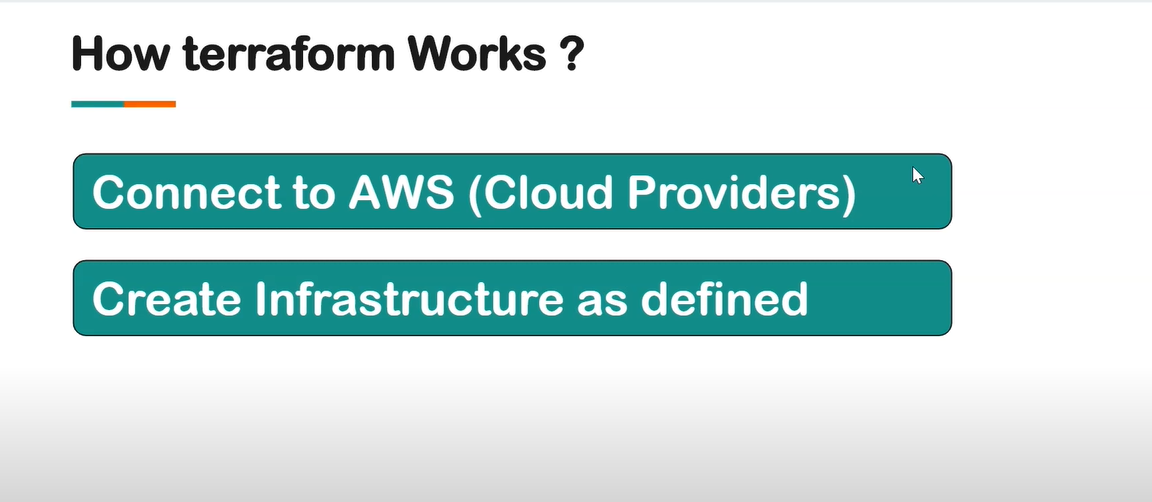 How terraform Works ?
Connect to AWS (Cloud Providers)
Create Infrastructure as defined